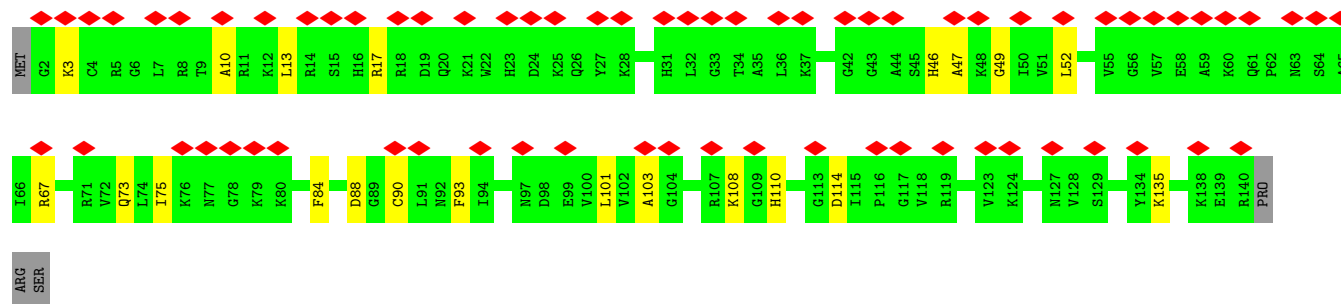 MET G2 K3 C4 R5 G6 L7 R8 T9 A10 R11 K12 L13 R14 S15 H16 R17 R18 D19 Q20 K21 W22 H23 D24 K25 Q26 Y27 K28 H31 L32 G33 T34 A35 L36 K37 G42 G43 A44 S45 H46 A47 K48 G49 I50 V51 L52 V55 G56 V57 E58 A59 K60 Q61 P62 N63 S64
I66 R67 R71 V72 Q73 L74 I75 K76 N77 G78 K79 K80 F84 D88 G89 C90 L91 N92 F93 I94 N97 D98 E99 V100 L101 V102 A103 G104 R107 K108 G109 H110 G113 D114 I115 P116 G117 V118 R119 V123 K124 N127 V128 S129 Y134 K135 K138 E139 R140 PRO
ARG SER